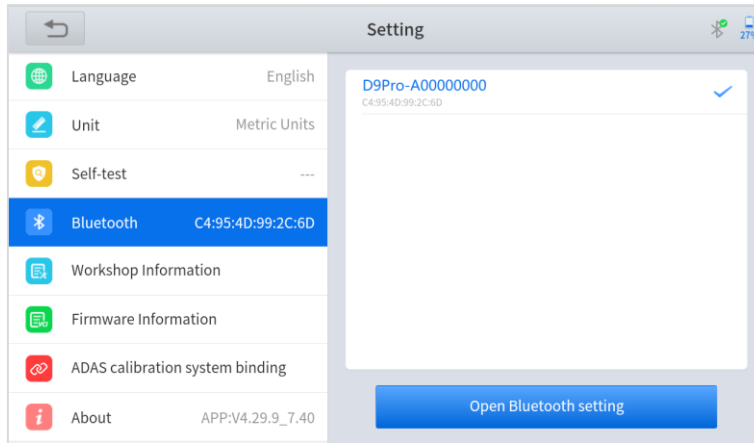 Setting
27%
Language English
Unit Metric Units
Self-test ---
Bluetooth C4:95:4D:99:2C:6D
Workshop Information
Firmware Information
ADAS calibration system binding
About APP:V4.29.9_7.40
D9Pro-A00000000
C4:95:4D:99:2C:6D
Open Bluetooth setting